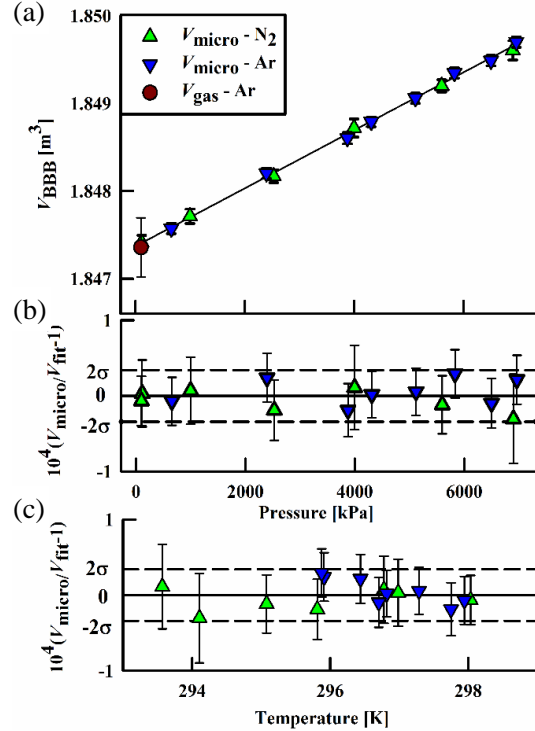 (a)
1.850
1.849
1.848
1.847
V_BBB [m³]
V_micro - N₂
V_micro - Ar
V_gas - Ar
(b)
1
2σ
0
-2σ
-1
10⁴(V_micro/V_fit-1)
0 2000 4000 6000
Pressure [kPa]
(c)
1
2σ
0
-2σ
-1
10⁴(V_micro/V_fit-1)
294 296 298
Temperature [K]